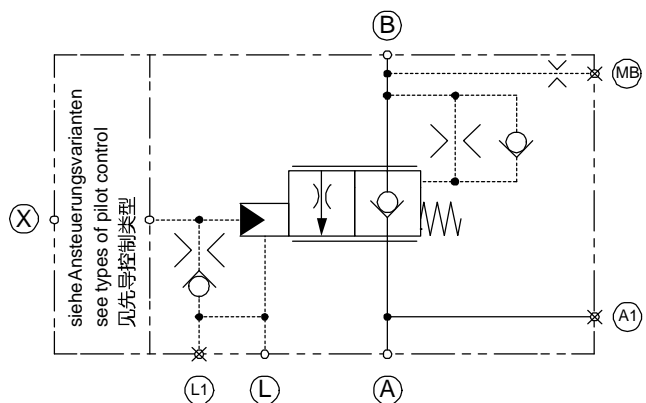 B
MB
X
siehe Ansteuerungsvarianten
see types of pilot control
见先导控制类型
A1
L1
L
A